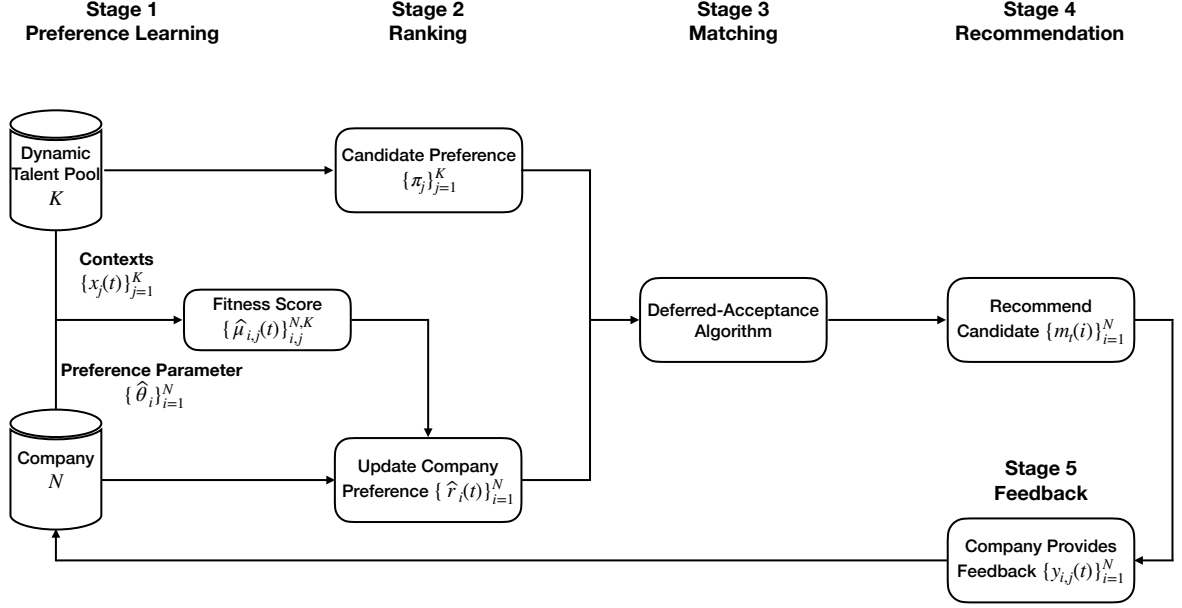 Stage 1
Preference Learning
Stage 2
Ranking
Stage 3
Matching
Stage 4
Recommendation
Dynamic
Talent Pool
K
Candidate Preference
{π_j}_{j=1}^K
Contexts
{x_j(t)}_{j=1}^K
Fitness Score
{μ̂_{i,j}(t)}_{i,j}^{N,K}
Deferred-Acceptance
Algorithm
Recommend
Candidate {m_t(i)}_{i=1}^N
Preference Parameter
{θ̂_i}_{i=1}^N
Company
N
Update Company
Preference {r̂_i(t)}_{i=1}^N
Stage 5
Feedback
Company Provides
Feedback {y_{i,j}(t)}_{i=1}^N